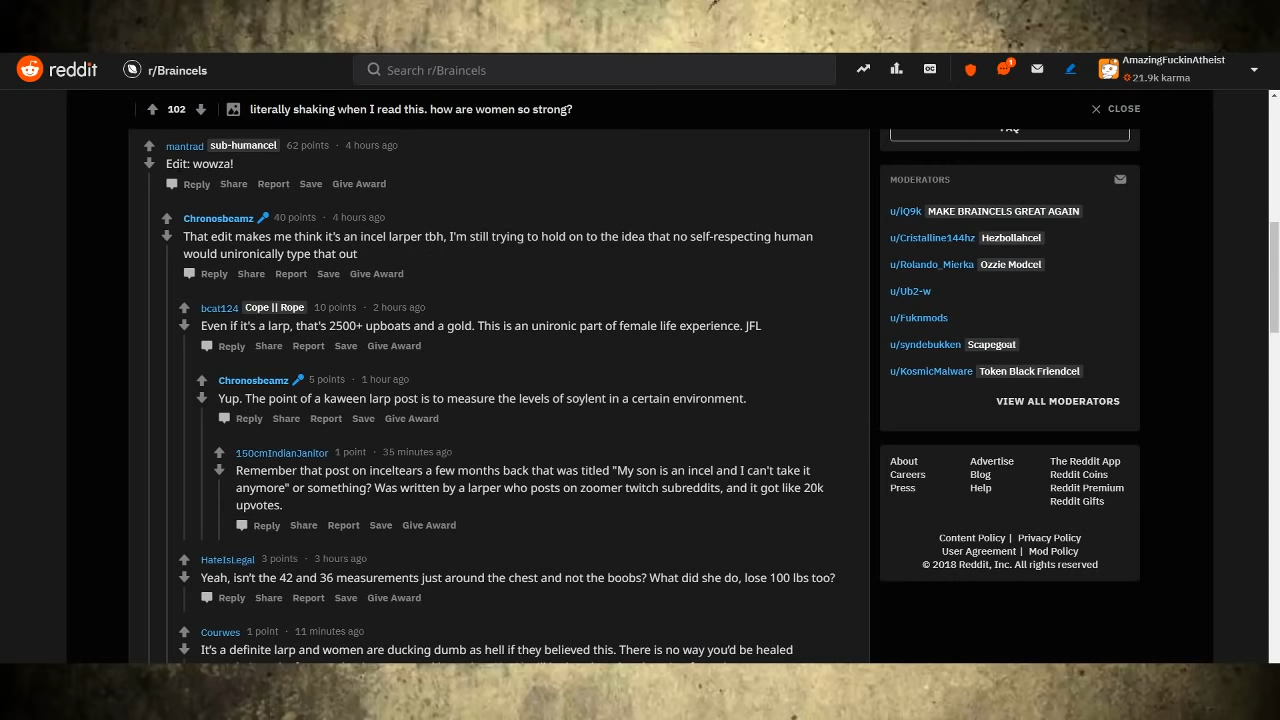 reddit r/Braincels Search r/Braincels 1 AmazingFuckinAtheist
21.9k karma
102 literally shaking when I read this. how are women so strong? CLOSE
mantrad sub-humancel 62 points · 4 hours ago
Edit: wowza!
Reply Share Report Save Give Award
Chronosbeamz 40 points · 4 hours ago
That edit makes me think it's an incel larper tbh, I'm still trying to hold on to the idea that no self-respecting human
would unironically type that out
Reply Share Report Save Give Award
bcat124 Cope || Rope 10 points · 2 hours ago
Even if it's a larp, that's 2500+ upboats and a gold. This is an unironic part of female life experience. JFL
Reply Share Report Save Give Award
Chronosbeamz 5 points · 1 hour ago
Yup. The point of a kaween larp post is to measure the levels of soylent in a certain environment.
Reply Share Report Save Give Award
150cmIndianJanitor 1 point · 35 minutes ago
Remember that post on inceltears a few months back that was titled "My son is an incel and I can't take it
anymore" or something? Was written by a larper who posts on zoomer twitch subreddits, and it got like 20k
upvotes.
Reply Share Report Save Give Award
HateIsLegal 3 points · 3 hours ago
Yeah, isn't the 42 and 36 measurements just around the chest and not the boobs? What did she do, lose 100 lbs too?
Reply Share Report Save Give Award
Courwes 1 point · 11 minutes ago
It's a definite larp and women are ducking dumb as hell if they believed this. There is no way you'd be healed
FAQ
MODERATORS
u/iQ9k MAKE BRAINCELS GREAT AGAIN
u/Cristalline144hz Hezbollahcel
u/Rolando_Mierka Ozzie Modcel
u/Ub2-w
u/Fuknmods
u/syndebukken Scapegoat
u/KosmicMalware Token Black Friendcel
VIEW ALL MODERATORS
About Advertise The Reddit App
Careers Blog Reddit Coins
Press Help Reddit Premium
Reddit Gifts
Content Policy | Privacy Policy
User Agreement | Mod Policy
© 2018 Reddit, Inc. All rights reserved